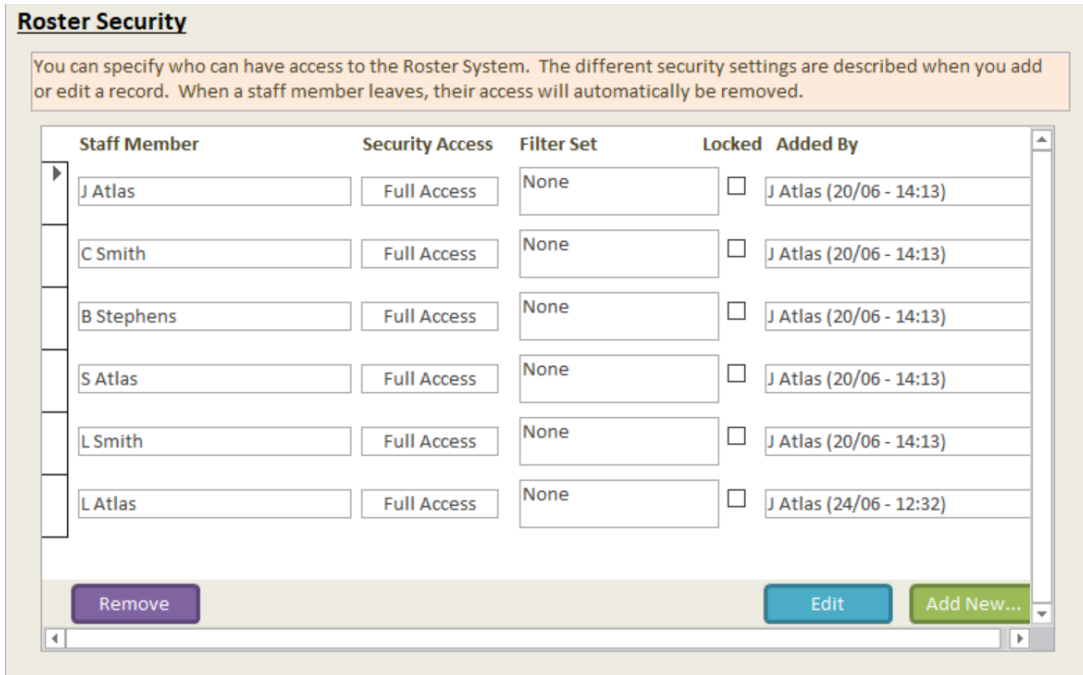 Roster Security
You can specify who can have access to the Roster System.  The different security settings are described when you add
or edit a record.  When a staff member leaves, their access will automatically be removed.
Staff Member Security Access Filter Set Locked Added By
J Atlas Full Access None J Atlas (20/06 - 14:13)
C Smith Full Access None J Atlas (20/06 - 14:13)
B Stephens Full Access None J Atlas (20/06 - 14:13)
S Atlas Full Access None J Atlas (20/06 - 14:13)
L Smith Full Access None J Atlas (20/06 - 14:13)
L Atlas Full Access None J Atlas (24/06 - 12:32)
Remove Edit Add New...